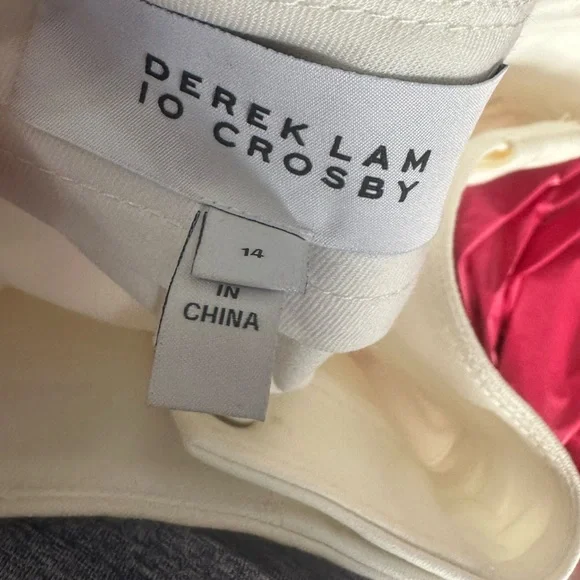 DEREK LAM
10 CROSBY
14
IN
CHINA